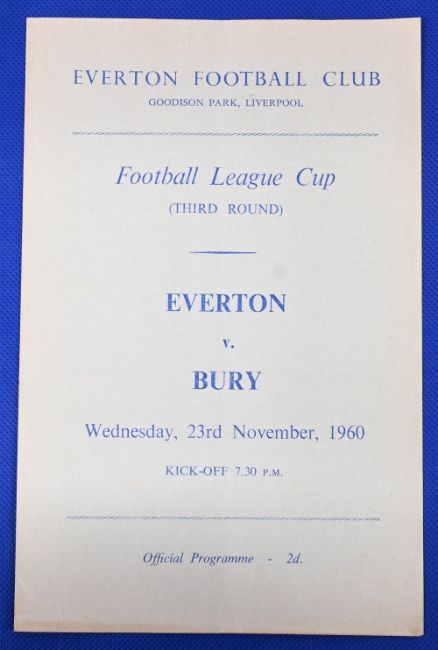 EVERTON FOOTBALL CLUB
GOODISON PARK, LIVERPOOL
Football League Cup
(THIRD ROUND)
EVERTON
v.
BURY
Wednesday, 23rd November, 1960
KICK-OFF 7.30 P.M.
Official Programme - 2d.